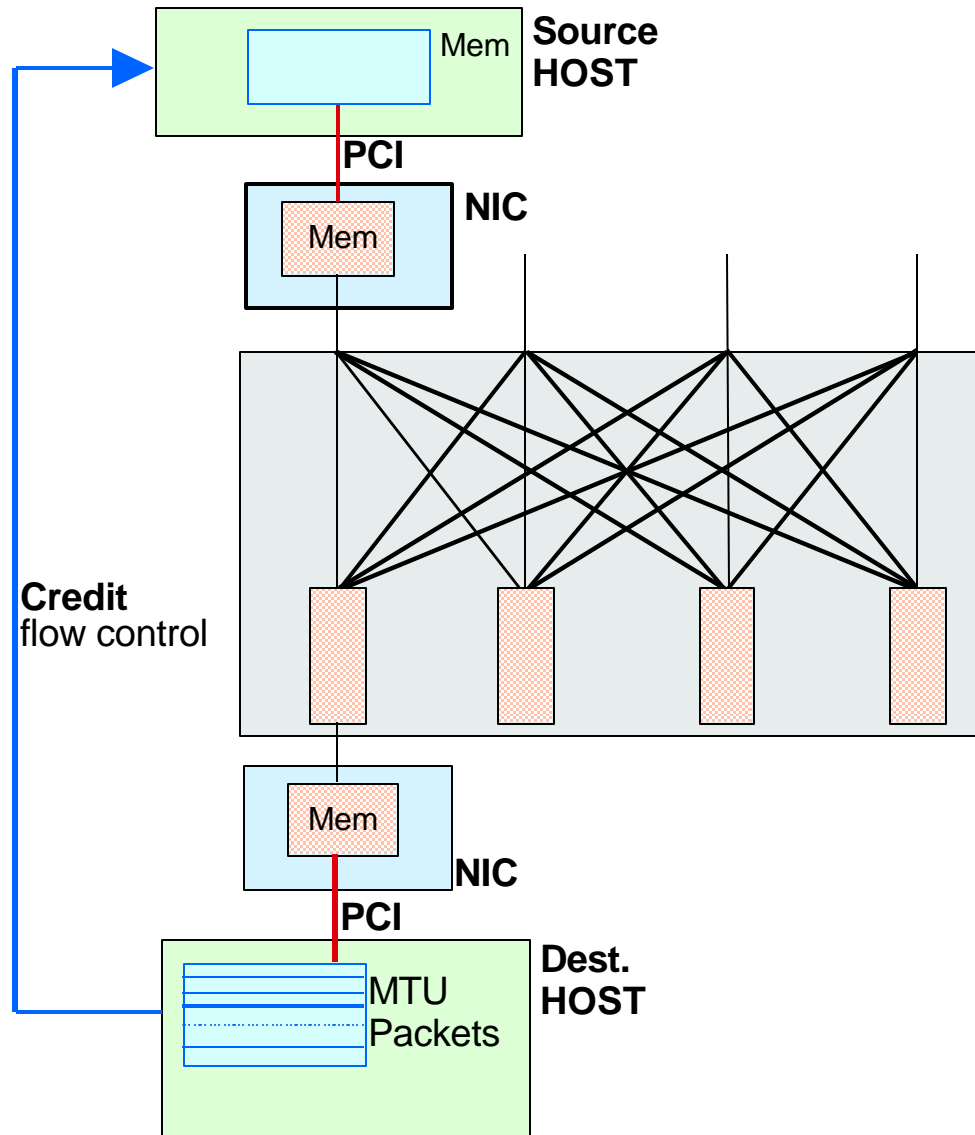 Mem
Source
HOST
PCI
NIC
Mem
Credit
flow control
Mem
NIC
PCI
Dest.
HOST
MTU
Packets